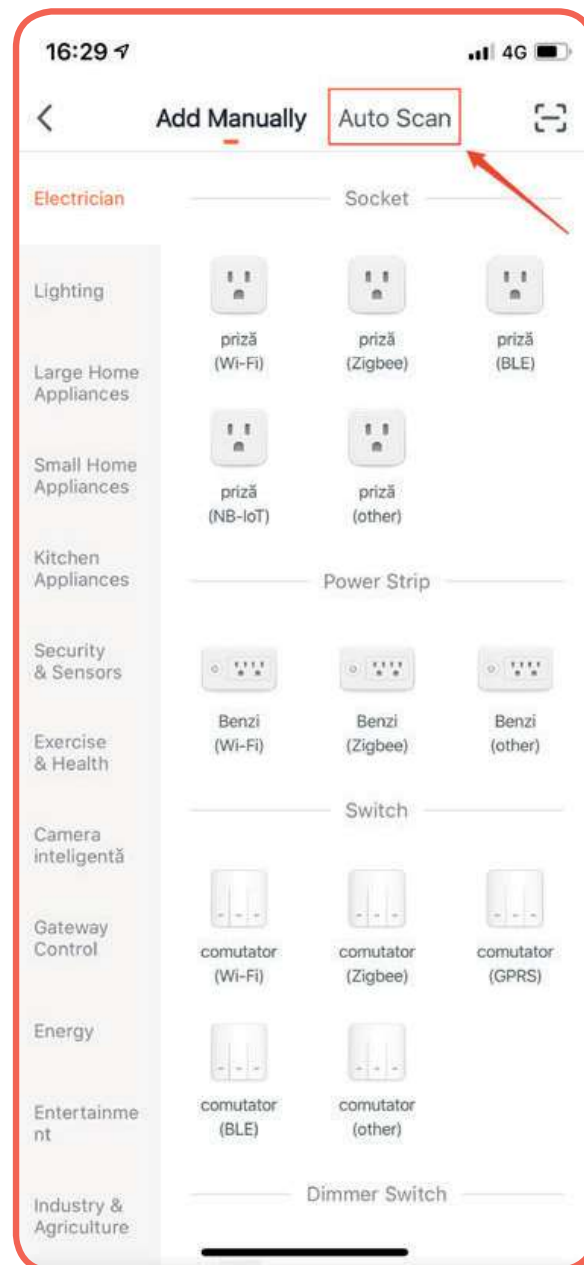 16:29
4G
Add Manually
Auto Scan
Electrician
Lighting
Large Home
Appliances
Small Home
Appliances
Kitchen
Appliances
Security
& Sensors
Exercise
& Health
Camera
inteligentă
Gateway
Control
Energy
Entertainme
nt
Industry &
Agriculture
Socket
priză
(Wi-Fi)
priză
(Zigbee)
priză
(BLE)
priză
(NB-IoT)
priză
(other)
Power Strip
Benzi
(Wi-Fi)
Benzi
(Zigbee)
Benzi
(other)
Switch
comutator
(Wi-Fi)
comutator
(Zigbee)
comutator
(GPRS)
comutator
(BLE)
comutator
(other)
Dimmer Switch